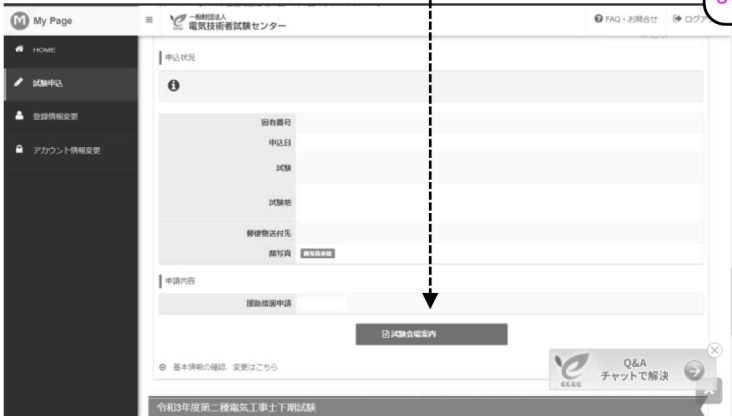 My Page
一般財団法人
電気技術者試験センター
FAQ・お問合せ
ログア
HOME
試験申込
登録情報変更
アカウント情報変更
申込状況
固有番号
申込日
試験
試験地
郵便物送付先
顔写真
申請内容
援助措置申請
試験会場案内
基本情報の確認、変更はこちら
Q&A
チャットで解決
令和3年度第二種電気工事士下期試験